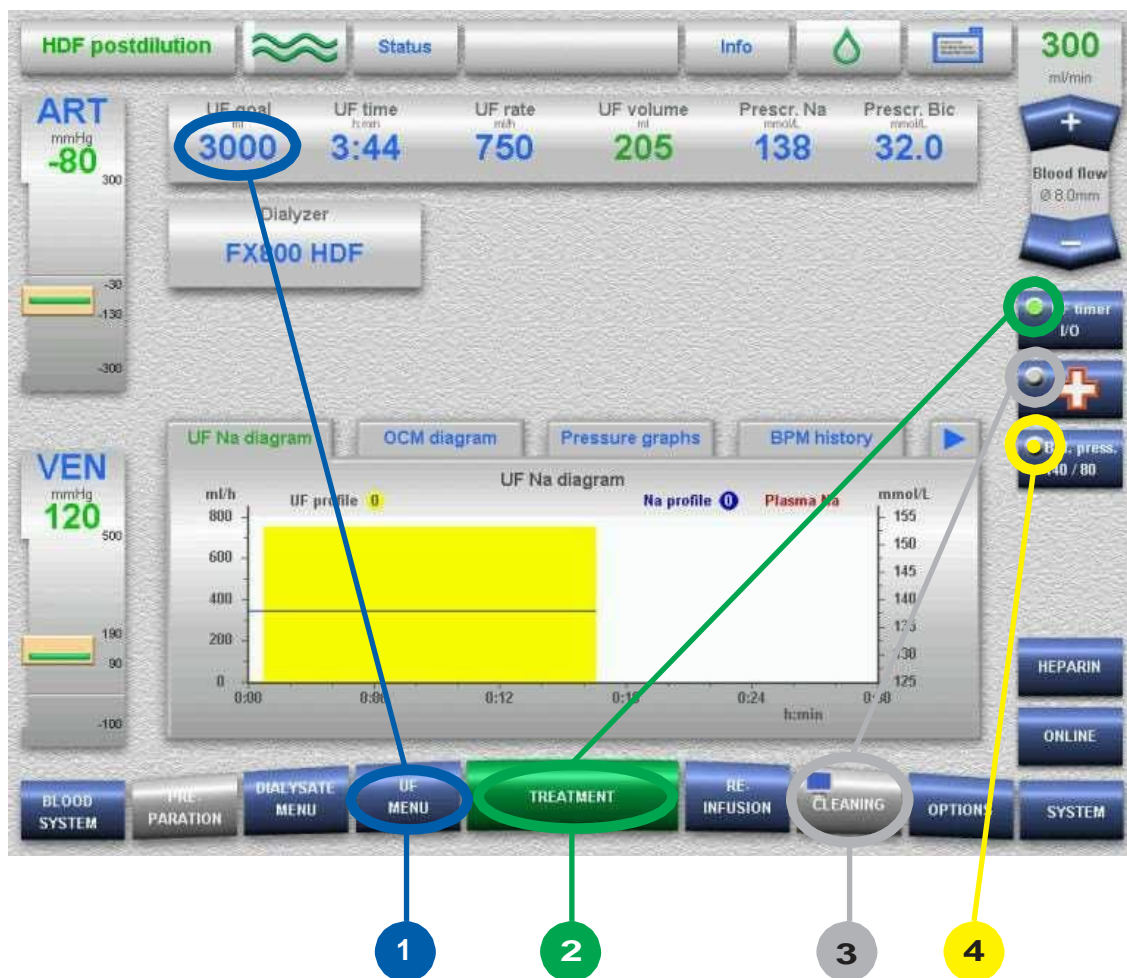 HDF postdilution
Status
Info
300
ml/min
ART
mmHg
-80
300
-30
-130
-300
UF goal
ml
3000
UF time
h:min
3:44
UF rate
ml/h
750
UF volume
ml
205
Prescr. Na
mmol/L
138
Prescr. Bic
mmol/L
32.0
Dialyzer
FX800 HDF
+
Blood flow
Ø 8.0mm
−
timer
I/O
press.
/ 80
VEN
mmHg
120
500
190
90
-100
UF Na diagram
OCM diagram
Pressure graphs
BPM history
UF Na diagram
ml/h
UF profile 0
Na profile 0
Plasma Na
mmol/L
800
600
400
200
0
155
150
145
140
125
0:00
0:12
0:24
h:min
HEPARIN
ONLINE
BLOOD
SYSTEM
PRE-
PARATION
DIALYSATE
MENU
UF
MENU
TREATMENT
RE-
INFUSION
CLEANING
OPTIONS
SYSTEM
1
2
3
4